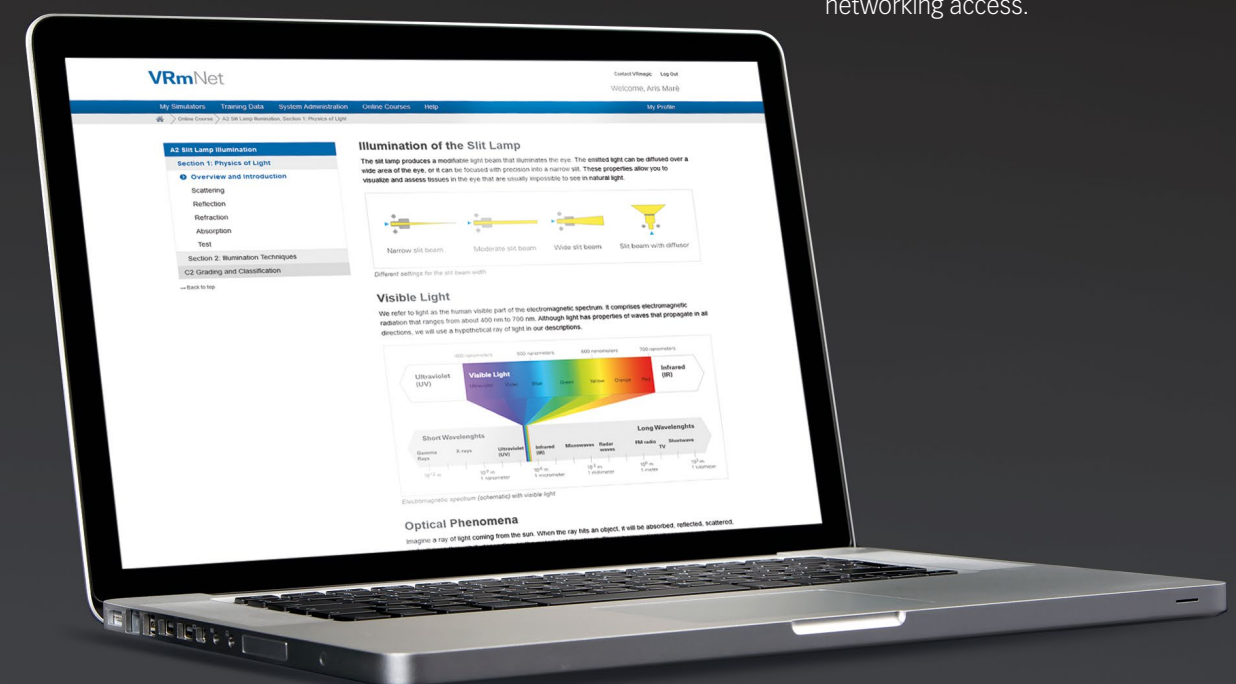 networking access.
VRmNet
Contact VRmagic Log Out
Welcome, Aris Maré
My Simulators Training Data System Administration Online Courses Help My Profile
Online Course A2 Slit Lamp Illumination, Section 1: Physics of Light
A2 Slit Lamp Illumination
Section 1: Physics of Light
Overview and Introduction
Scattering
Reflection
Refraction
Absorption
Test
Section 2: Illumination Techniques
C2 Grading and Classification
Back to top
Illumination of the Slit Lamp
The slit lamp produces a modifiable light beam that illuminates the eye. The emitted light can be diffused over a
wide area of the eye, or it can be focused with precision into a narrow slit. These properties allow you to
visualize and assess tissues in the eye that are usually impossible to see in natural light.
Narrow slit beam Moderate slit beam Wide slit beam Slit beam with diffuser
Different settings for the slit beam width
Visible Light
We refer to light as the human visible part of the electromagnetic spectrum. It comprises electromagnetic
radiation that ranges from about 400 nm to 700 nm. Although light has properties of waves that propagate in all
directions, we will use a hypothetical ray of light in our descriptions.
400 nanometers 500 nanometers 600 nanometers 700 nanometers
Ultraviolet
(UV)
Visible Light
Blue Green Yellow Orange Red
Infrared
(IR)
Short Wavelenghts Long Wavelenghts
Gamma
Rays
X-rays
Ultraviolet
(UV)
Infrared
(IR)
Microwaves
Radar
waves
FM radio
TV
Shortwave
1 nanometer 1 micrometer 1 millimeter 1 meter 1 kilometer
Electromagnetic spectrum (schematic) with visible light
Optical Phenomena
Imagine a ray of light coming from the sun. When the ray hits an object, it will be absorbed, reflected, scattered,